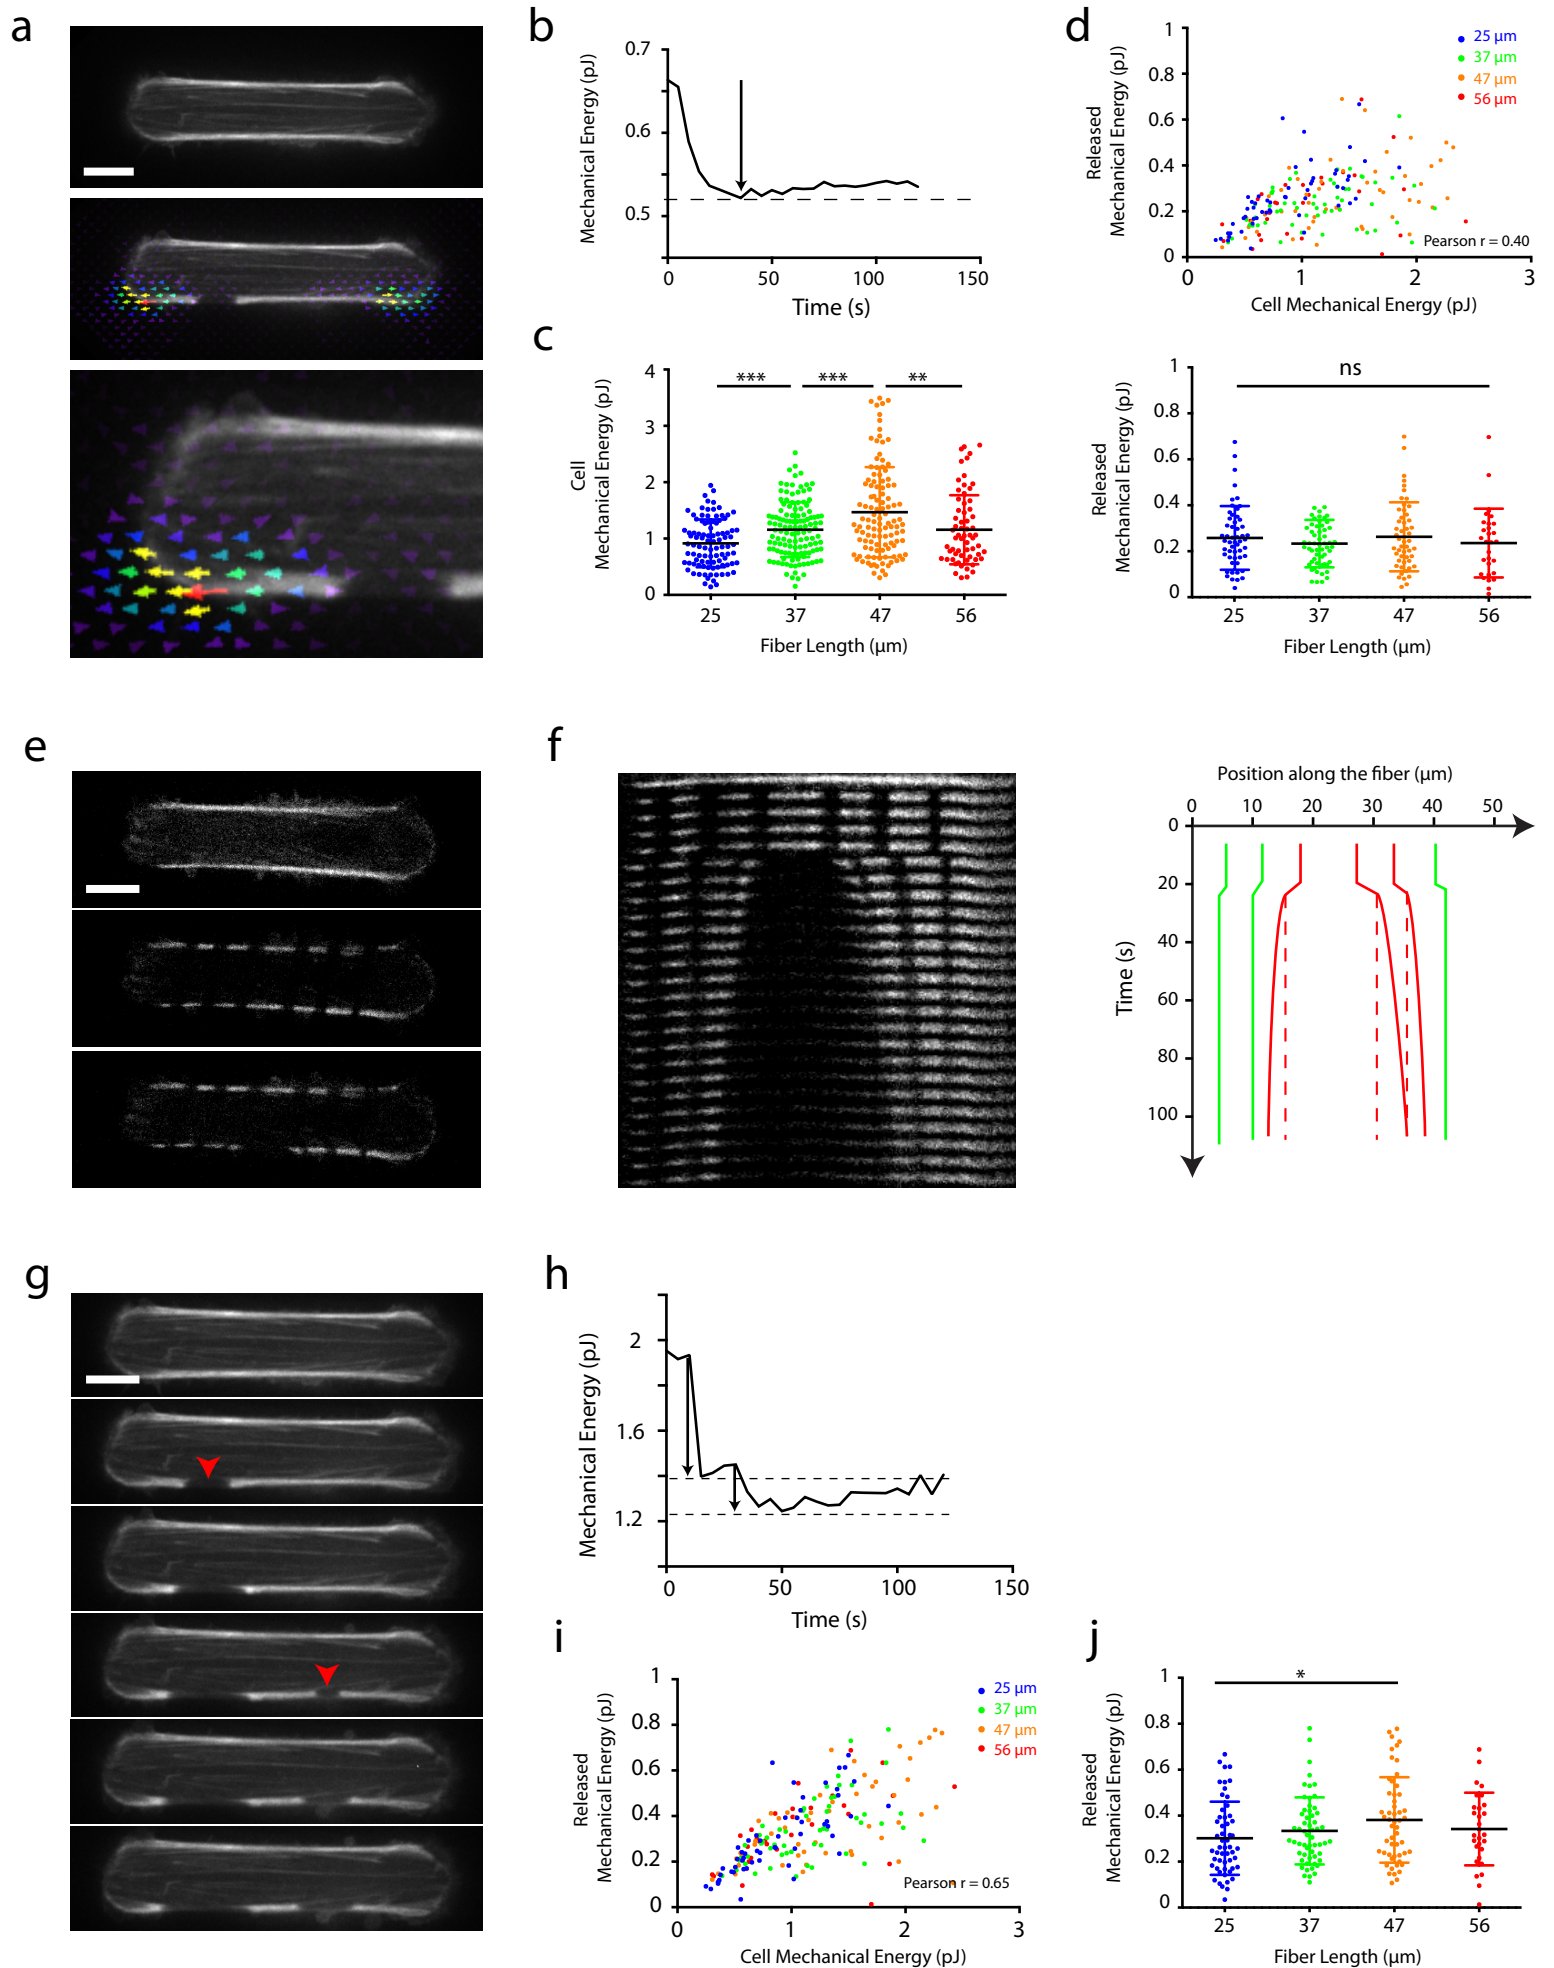 a
b
0.7
0.6
0.5
Mechanical Energy (pJ)
0
50
100
150
Time (s)
c
4
3
2
1
0
Cell
Mechanical Energy (pJ)
***
***
**
25
37
47
56
Fiber Length (µm)
d
1
0.8
0.6
0.4
0.2
0
Released
Mechanical Energy (pJ)
25 µm
37 µm
47 µm
56 µm
Pearson r = 0.40
0
1
2
3
Cell Mechanical Energy (pJ)
1
0.8
0.6
0.4
0.2
0
Released
Mechanical Energy (pJ)
ns
25
37
47
56
Fiber Length (µm)
e
f
Position along the fiber (µm)
0
10
20
30
40
50
0
20
40
60
80
100
Time (s)
g
h
2
1.6
1.2
Mechanical Energy (pJ)
0
50
100
150
Time (s)
i
1
0.8
0.6
0.4
0.2
0
Released
Mechanical Energy (pJ)
25 µm
37 µm
47 µm
56 µm
Pearson r = 0.65
0
1
2
3
Cell Mechanical Energy (pJ)
j
1
0.8
0.6
0.4
0.2
0
Released
Mechanical Energy (pJ)
*
25
37
47
56
Fiber Length (µm)